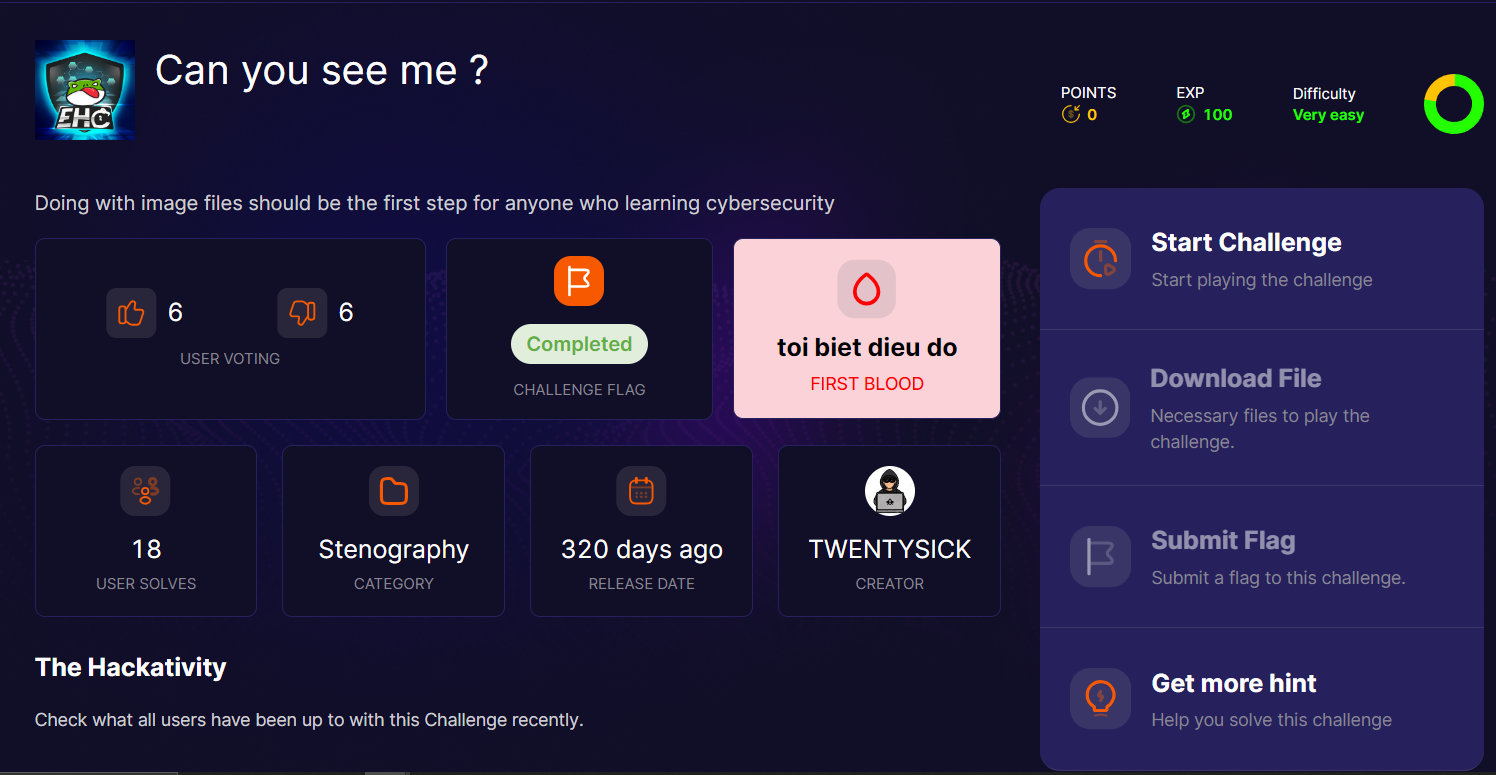 EHC
Can you see me ?
POINTS
0
EXP
100
Difficulty
Very easy
Doing with image files should be the first step for anyone who learning cybersecurity
6
6
USER VOTING
Completed
CHALLENGE FLAG
toi biet dieu do
FIRST BLOOD
18
USER SOLVES
Stenography
CATEGORY
320 days ago
RELEASE DATE
TWENTYSICK
CREATOR
Start Challenge
Start playing the challenge
Download File
Necessary files to play the
challenge.
Submit Flag
Submit a flag to this challenge.
Get more hint
Help you solve this challenge
The Hackativity
Check what all users have been up to with this Challenge recently.